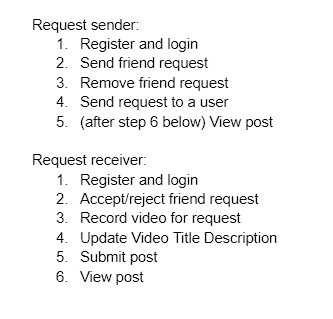 Request sender:
1. Register and login
2. Send friend request
3. Remove friend request
4. Send request to a user
5. (after step 6 below) View post
Request receiver:
1. Register and login
2. Accept/reject friend request
3. Record video for request
4. Update Video Title Description
5. Submit post
6. View post